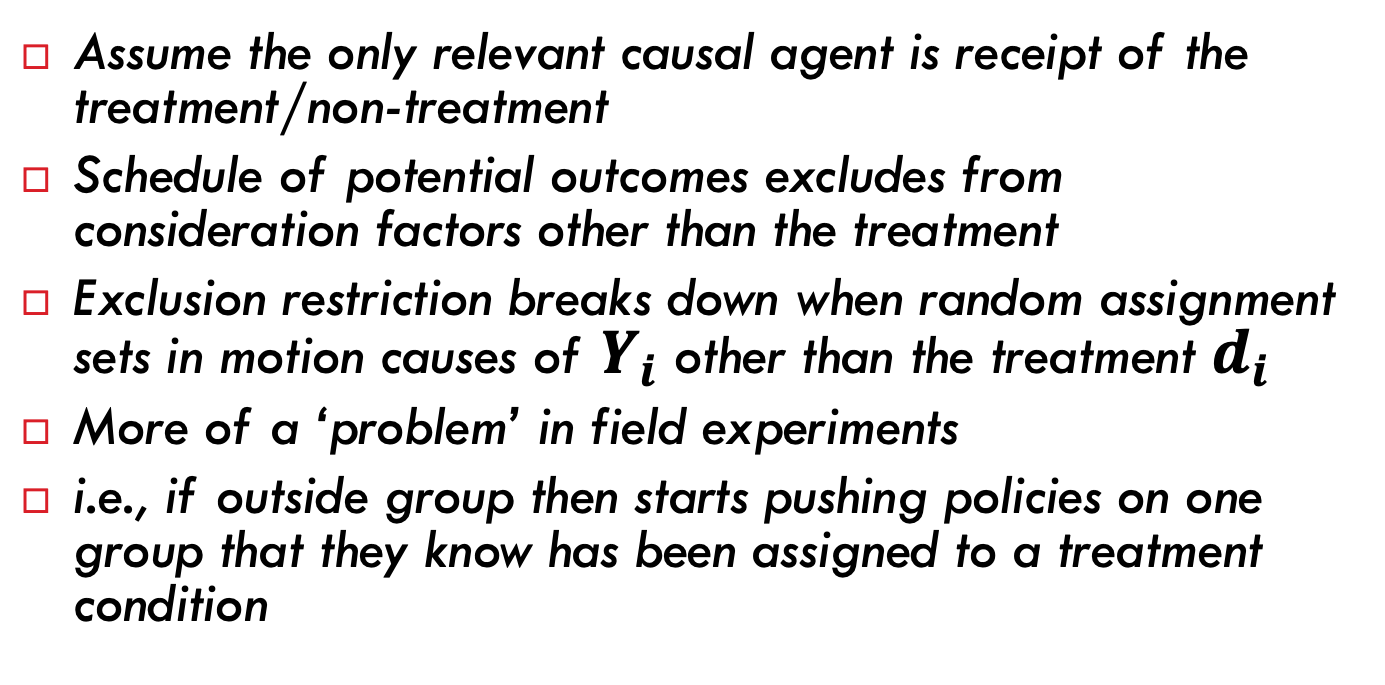 Assume the only relevant causal agent is receipt of the
treatment/non-treatment
Schedule of potential outcomes excludes from
consideration factors other than the treatment
Exclusion restriction breaks down when random assignment
sets in motion causes of Yᵢ other than the treatment dᵢ
More of a ‘problem’ in field experiments
i.e., if outside group then starts pushing policies on one
group that they know has been assigned to a treatment
condition